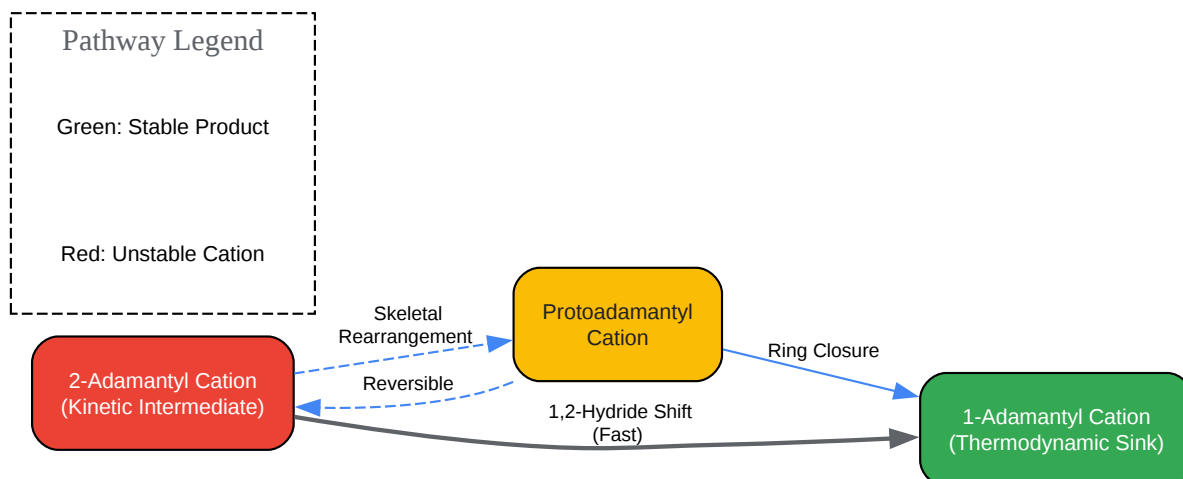 Pathway Legend
Green: Stable Product
Red: Unstable Cation
Skeletal
Rearrangement
Protoadamantyl
Cation
Ring Closure
2-Adamantyl Cation
(Kinetic Intermediate)
Reversible
1,2-Hydride Shift
(Fast)
1-Adamantyl Cation
(Thermodynamic Sink)